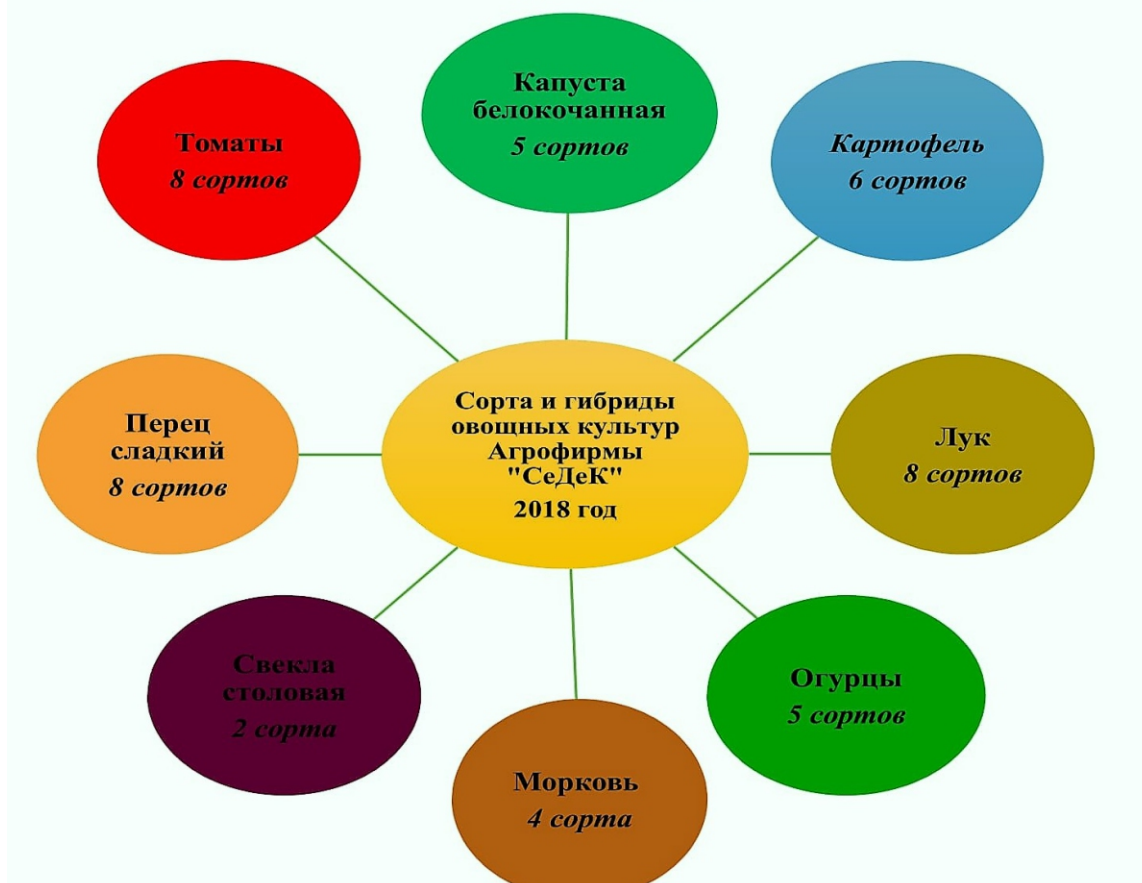 Капуста
белокочанная
5 сортов
Томаты
8 сортов
Картофель
6 сортов
Сорта и гибриды
овощных культур
Агрофирмы
"СеДеК"
2018 год
Перец
сладкий
8 сортов
Лук
8 сортов
Свекла
столовая
2 сорта
Огурцы
5 сортов
Морковь
4 сорта